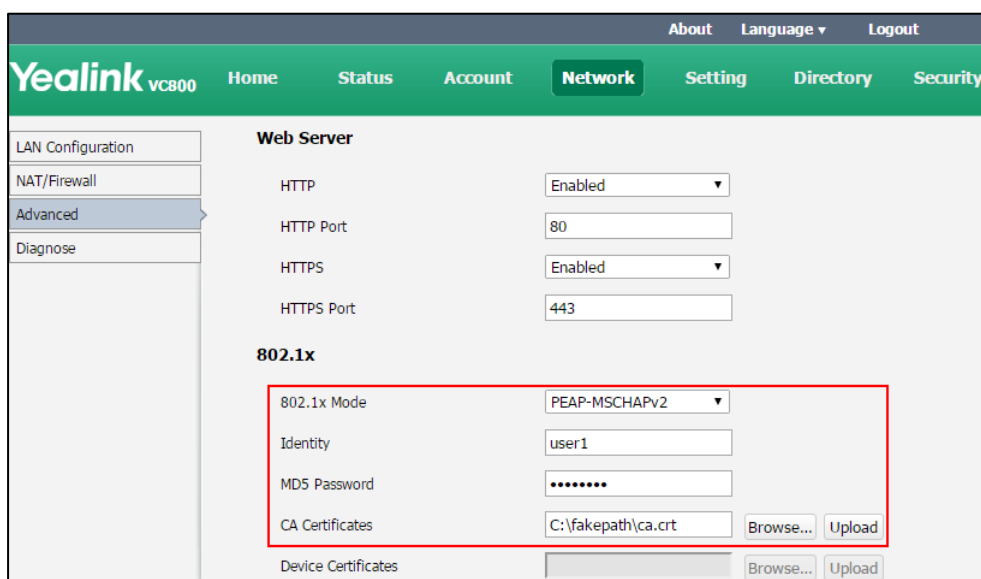 About Language ▾ Logout
Yealink VC800 Home Status Account Network Setting Directory Security
LAN Configuration
NAT/Firewall
Advanced
Diagnose
Web Server
HTTP Enabled
HTTP Port 80
HTTPS Enabled
HTTPS Port 443
802.1x
802.1x Mode PEAP-MSCHAPv2
Identity user1
MD5 Password ••••••••
CA Certificates C:\fakepath\ca.crt Browse... Upload
Device Certificates Browse... Upload